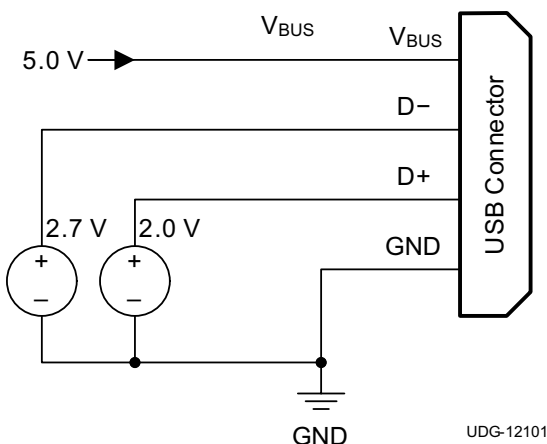 VBUS
VBUS
5.0 V
D−
D+
2.7 V
2.0 V
+
+
−
−
GND
USB Connector
GND
UDG-12101